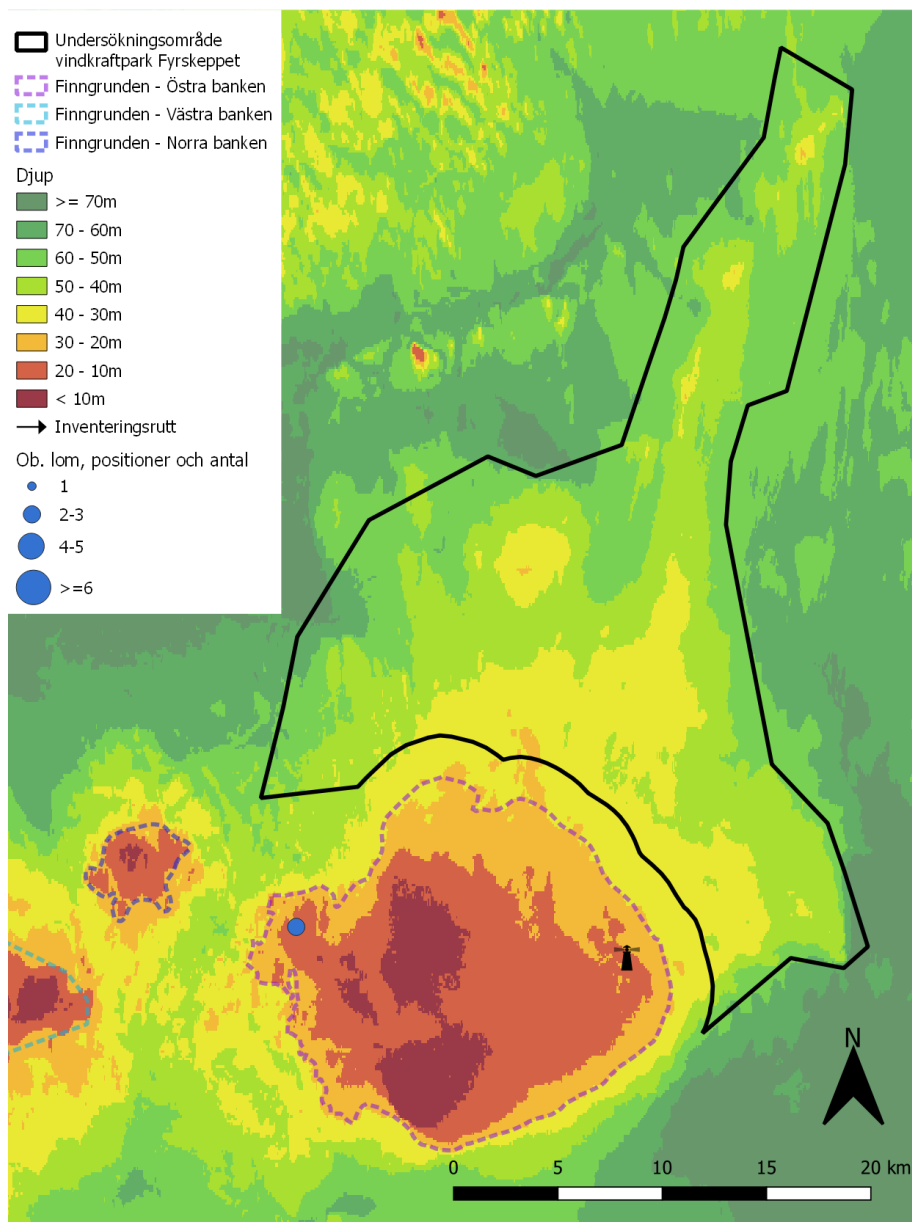 Undersökningsområde
vindkraftpark Fyrskeppet
Finngrunden - Östra banken
Finngrunden - Västra banken
Finngrunden - Norra banken
Djup
>= 70m
70 - 60m
60 - 50m
50 - 40m
40 - 30m
30 - 20m
20 - 10m
< 10m
Inventeringsrutt
Ob. lom, positioner och antal
1
2-3
4-5
>=6
N
0 5 10 15 20 km